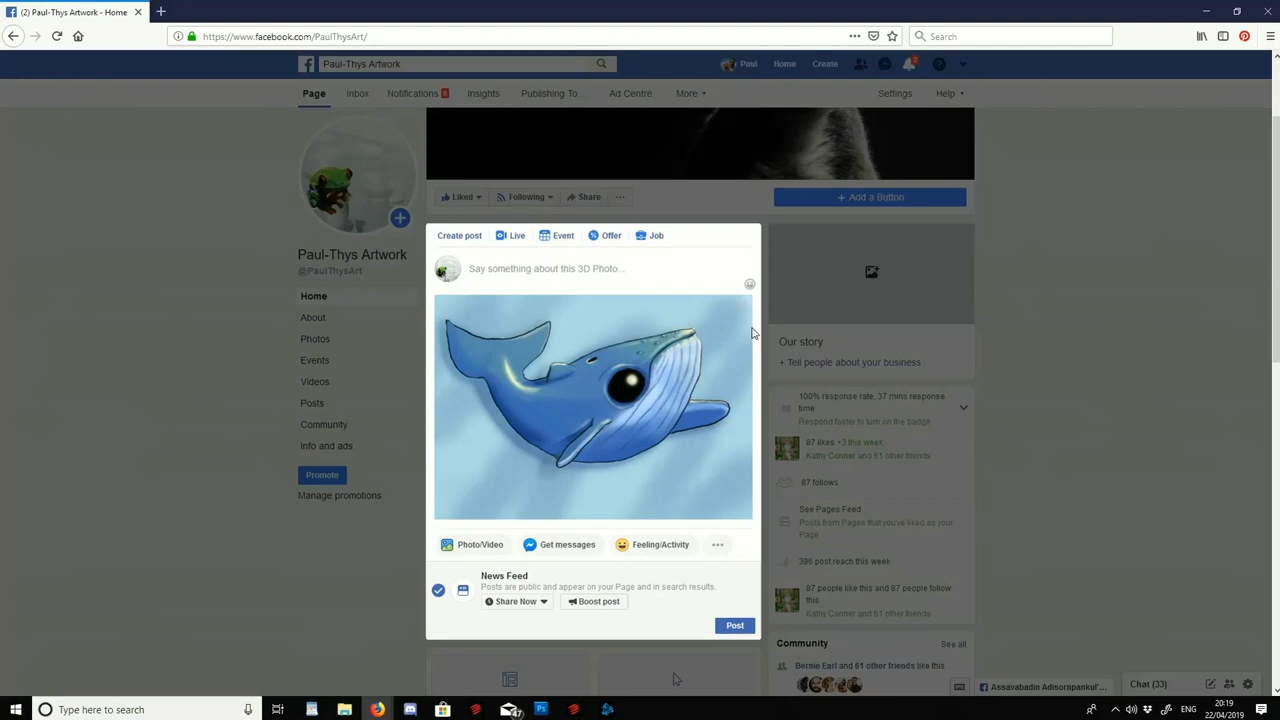 (2) Paul-Thys Artwork - Home
https://www.facebook.com/PaulThysArt/
Search
Paul-Thys Artwork
Paul
Home
Create
2
Page
Inbox
Notifications 6
Insights
Publishing To...
Ad Centre
More
Settings
Help
Liked
Following
Share
+ Add a Button
Paul-Thys Artwork
@PaulThysArt
Home
About
Photos
Events
Videos
Posts
Community
Info and ads
Promote
Manage promotions
Create post
Live
Event
Offer
Job
Say something about this 3D Photo...
Photo/Video
Get messages
Feeling/Activity
News Feed
Posts are public and appear on your Page and in search results.
Share Now
Boost post
Post
Our story
+ Tell people about your business
100% response rate, 37 mins response
time
Respond faster to turn on the badge
87 likes +3 this week
Kathy Conner and 61 other friends
87 follows
See Pages Feed
Posts from Pages that you've liked as your
Page
396 post reach this week
87 people like this and 87 people follow
this
Kathy Conner and 61 other friends
Community
See all
Bernie Earl and 61 other friends like this
Assavabadin Adisornpankul'...
Chat (33)
Type here to search
47
Ps
ENG
20:19
22/04/2019